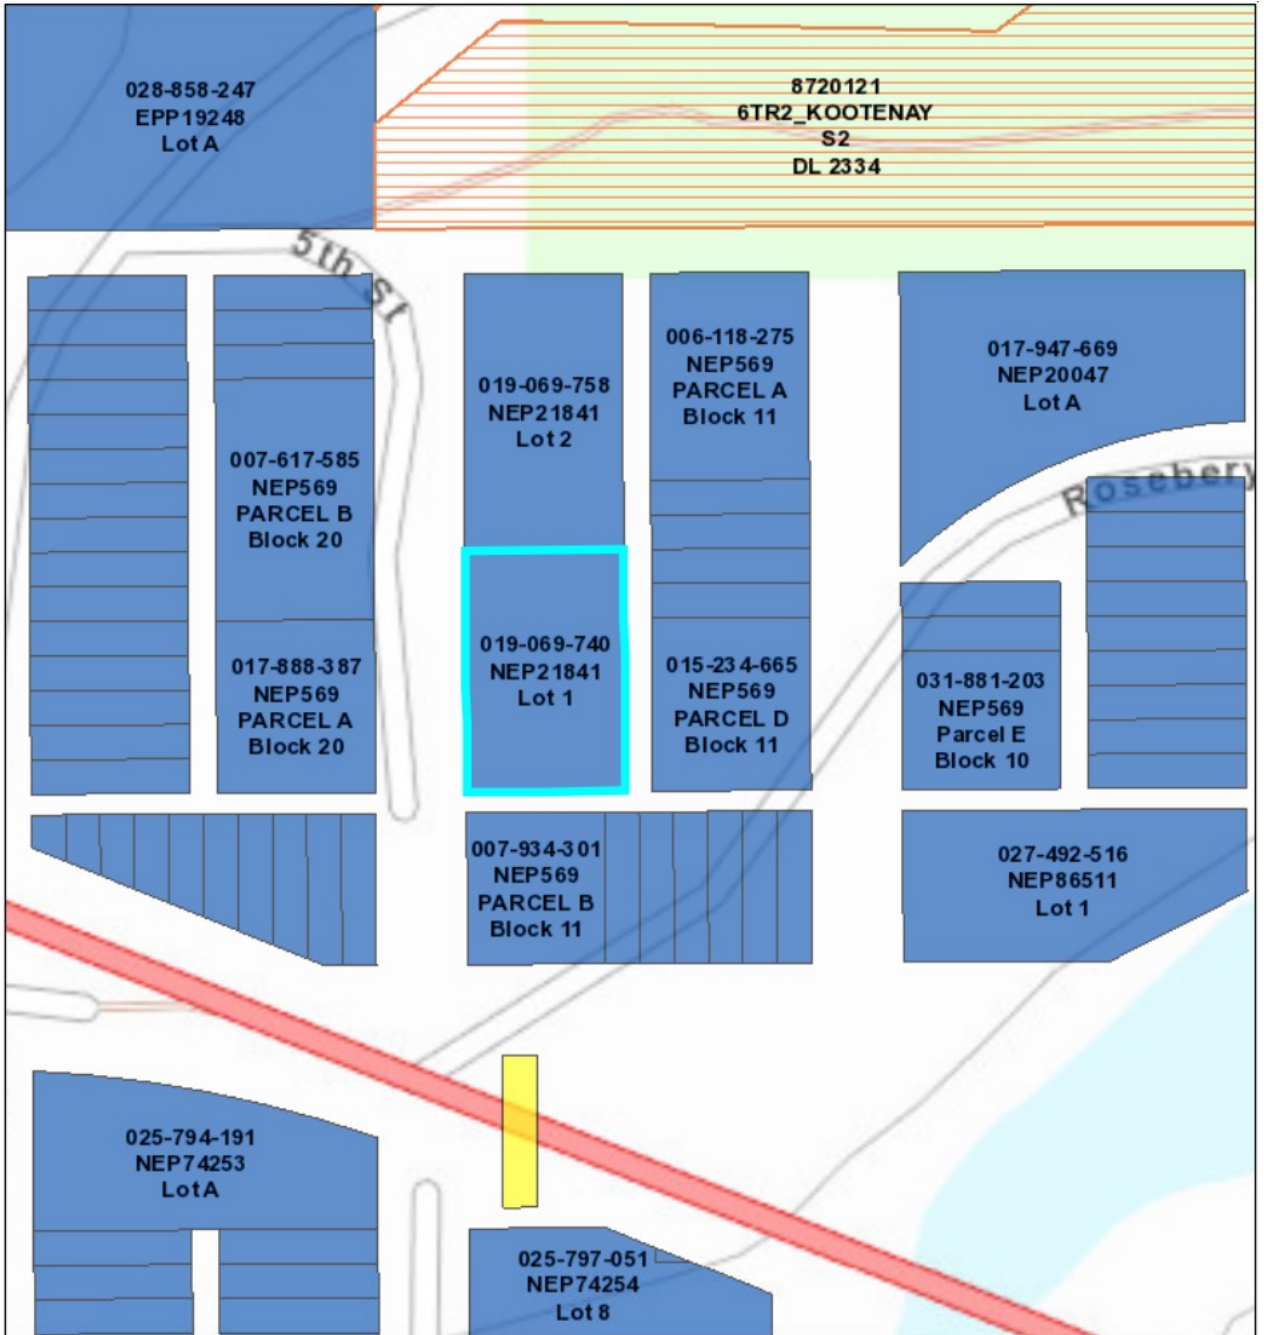 028-858-247
EPP19248
Lot A
8720121
6TR2_KOOTENAY
S2
DL 2334
5th St
006-118-275
NEP569
PARCEL A
Block 11
017-947-669
NEP20047
Lot A
019-069-758
NEP21841
Lot 2
007-617-585
NEP569
PARCEL B
Block 20
Rosebery
019-069-740
NEP21841
Lot 1
017-888-387
NEP569
PARCEL A
Block 20
015-234-665
NEP569
PARCEL D
Block 11
031-881-203
NEP569
Parcel E
Block 10
007-934-301
NEP569
PARCEL B
Block 11
027-492-516
NEP86511
Lot 1
025-794-191
NEP74253
Lot A
025-797-051
NEP74254
Lot 8